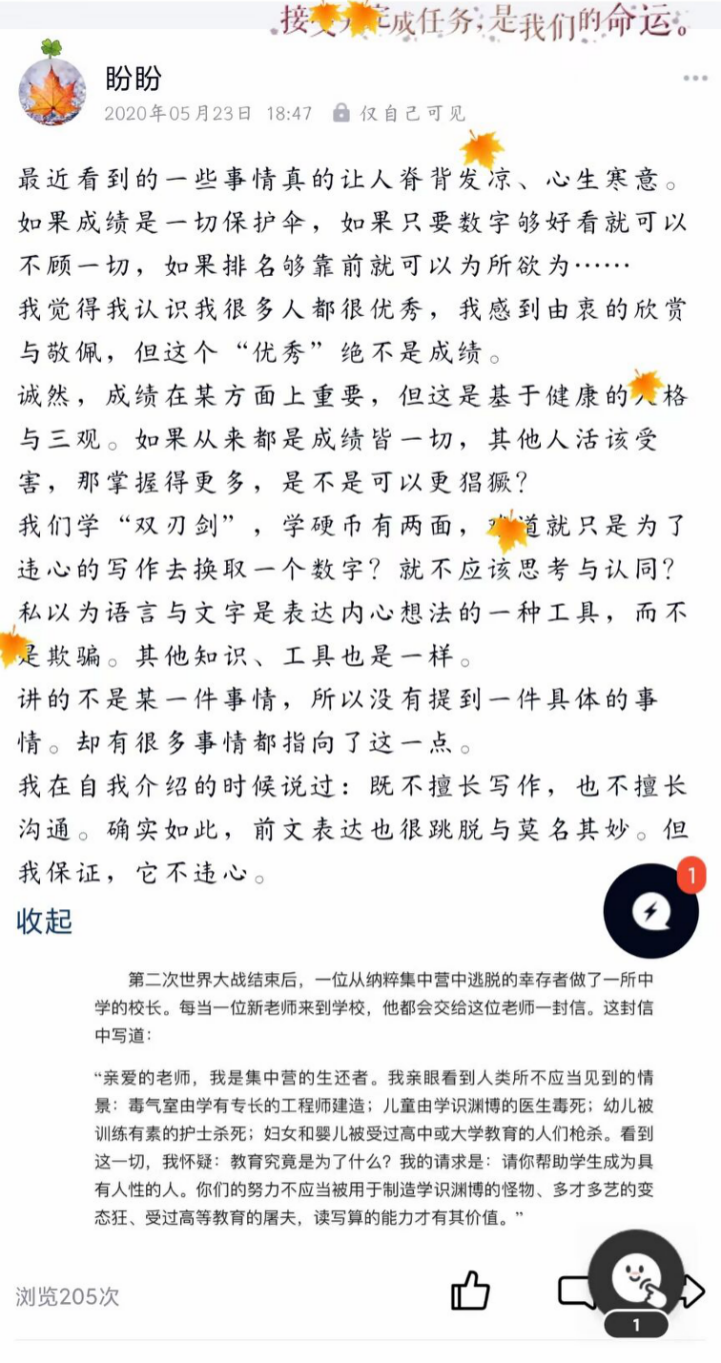 接受并完成任务,是我们的命运。
盼盼
2020年05月23日 18:47 仅自己可见
最近看到的一些事情真的让人脊背发凉、心生寒意。
如果成绩是一切保护伞，如果只要数字够好看就可以
不顾一切，如果排名够靠前就可以为所欲为……
我觉得我认识我很多人都很优秀，我感到由衷的欣赏
与敬佩，但这个“优秀”绝不是成绩。
诚然，成绩在某方面上重要，但这是基于健康的人格
与三观。如果从来都是成绩皆一切，其他人活该受
害，那掌握得更多，是不是可以更猖獗？
我们学“双刃剑”，学硬币有两面，难道就只是为了
违心的写作去换取一个数字？就不应该思考与认同？
私以为语言与文字是表达内心想法的一种工具，而不
是欺骗。其他知识、工具也是一样。
讲的不是某一件事情，所以没有提到一件具体的事
情。却有很多事情都指向了这一点。
我在自我介绍的时候说过：既不擅长写作，也不擅长
沟通。确实如此，前文表达也很跳脱与莫名其妙。但
我保证，它不违心。
1
收起
第二次世界大战结束后，一位从纳粹集中营中逃脱的幸存者做了一所中
学的校长。每当一位新老师来到学校，他都会交给这位老师一封信。这封信
中写道：
“亲爱的老师，我是集中营的生还者。我亲眼看到人类所不应当见到的情
景：毒气室由学有专长的工程师建造；儿童由学识渊博的医生毒死；幼儿被
训练有素的护士杀死；妇女和婴儿被受过高中或大学教育的人们枪杀。看到
这一切，我怀疑：教育究竟是为了什么？我的请求是：请你帮助学生成为具
有人性的人。你们的努力不应当被用于制造学识渊博的怪物、多才多艺的变
态狂、受过高等教育的屠夫，读写算的能力才有其价值。”
浏览205次
1